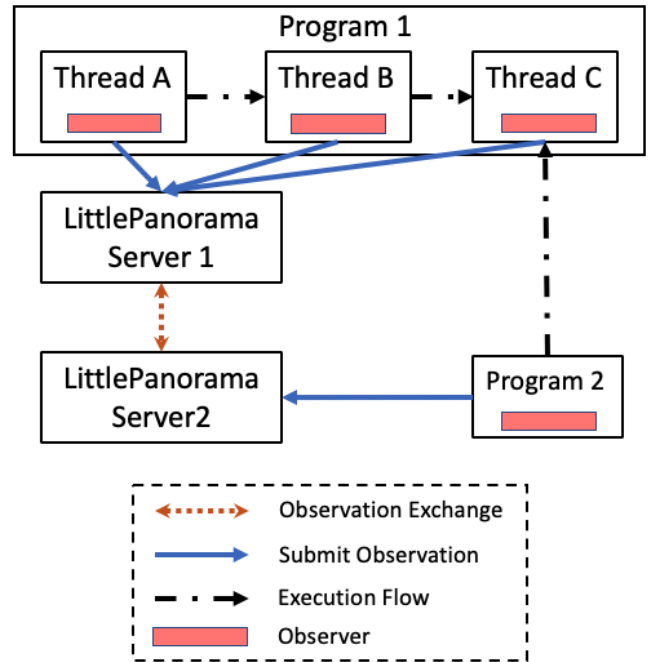 Program 1
Thread A
Thread B
Thread C
LittlePanorama
Server 1
LittlePanorama
Server2
Program 2
Observation Exchange
Submit Observation
Execution Flow
Observer